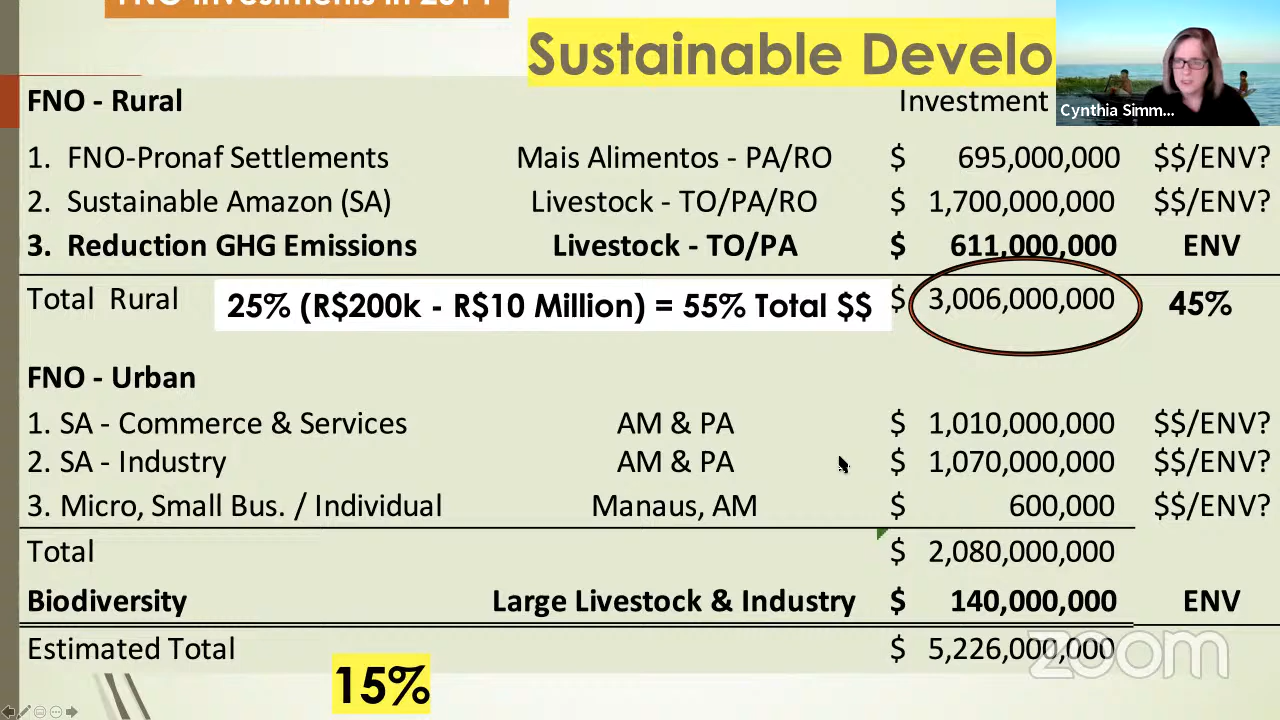 FNO Investments in 2014
Sustainable Develo
Cynthia Simm...
FNO - Rural Investment
1. FNO-Pronaf Settlements Mais Alimentos - PA/RO $ 695,000,000 $$/ENV?
2. Sustainable Amazon (SA) Livestock - TO/PA/RO $ 1,700,000,000 $$/ENV?
3. Reduction GHG Emissions Livestock - TO/PA $ 611,000,000 ENV
Total Rural 25% (R$200k - R$10 Million) = 55% Total $$ $ 3,006,000,000 45%
FNO - Urban
1. SA - Commerce & Services AM & PA $ 1,010,000,000 $$/ENV?
2. SA - Industry AM & PA $ 1,070,000,000 $$/ENV?
3. Micro, Small Bus. / Individual Manaus, AM $ 600,000 $$/ENV?
Total $ 2,080,000,000
Biodiversity Large Livestock & Industry $ 140,000,000 ENV
Estimated Total $ 5,226,000,000
zoom
15%